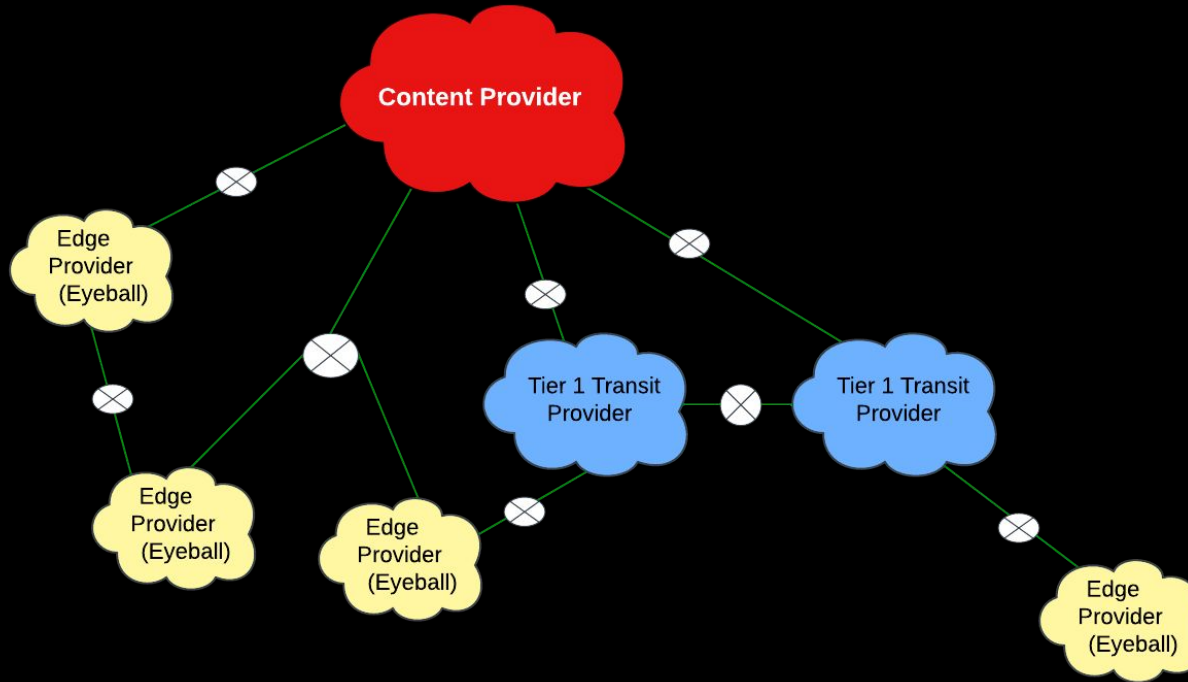 Content Provider
Edge
Provider
(Eyeball)
Tier 1 Transit
Provider
Tier 1 Transit
Provider
Edge
Provider
(Eyeball)
Edge
Provider
(Eyeball)
Edge
Provider
(Eyeball)